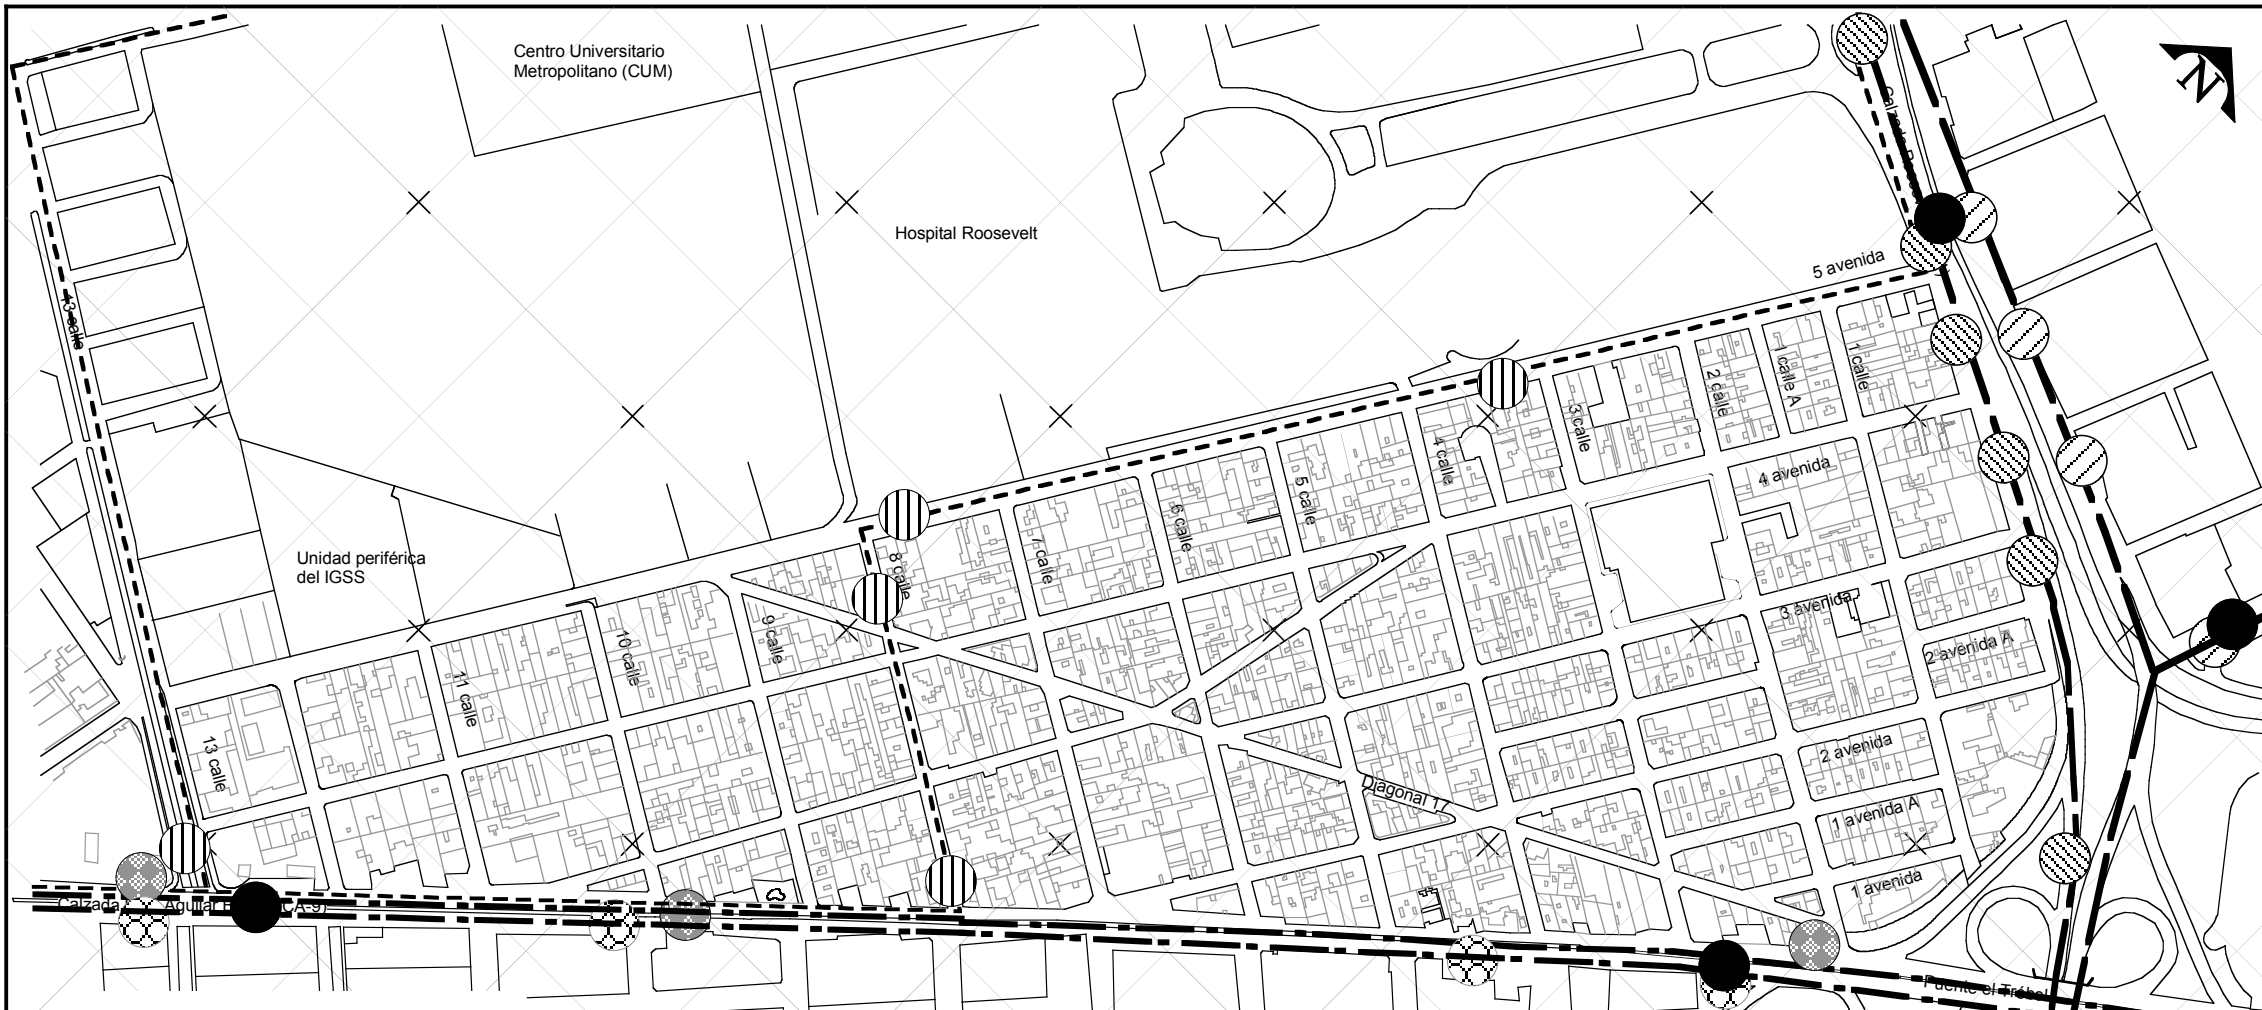 Centro Universitario
Metropolitano (CUM)
N
Hospital Roosevelt
5 avenida
13 calle
1 calle
1 calle A
2 calle
3 calle
4 calle
5 calle
6 calle
7 calle
8 calle
9 calle
10 calle
11 calle
13 calle
4 avenida
3 avenida
2 avenida A
2 avenida
1 avenida A
1 avenida
Unidad periférica
del IGSS
Diagonal 17
Calzada Aguilar CA-9)
Calzada
Puente el Trébol